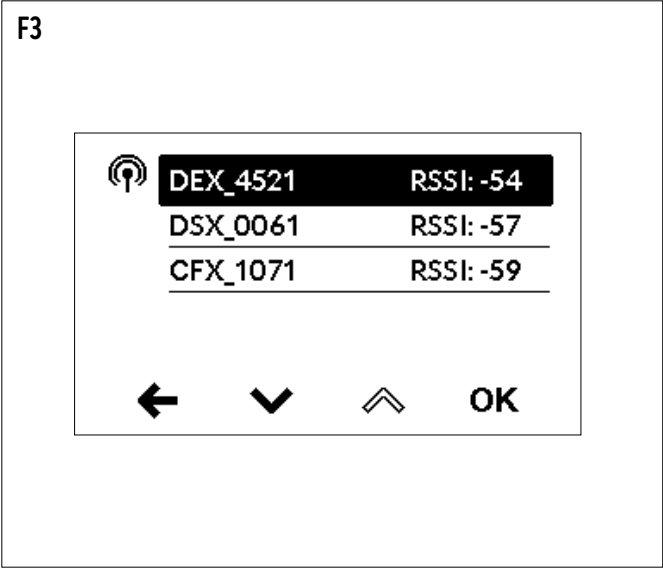 F3
DEX_4521 RSSI: -54
DSX_0061 RSSI: -57
CFX_1071 RSSI: -59
OK